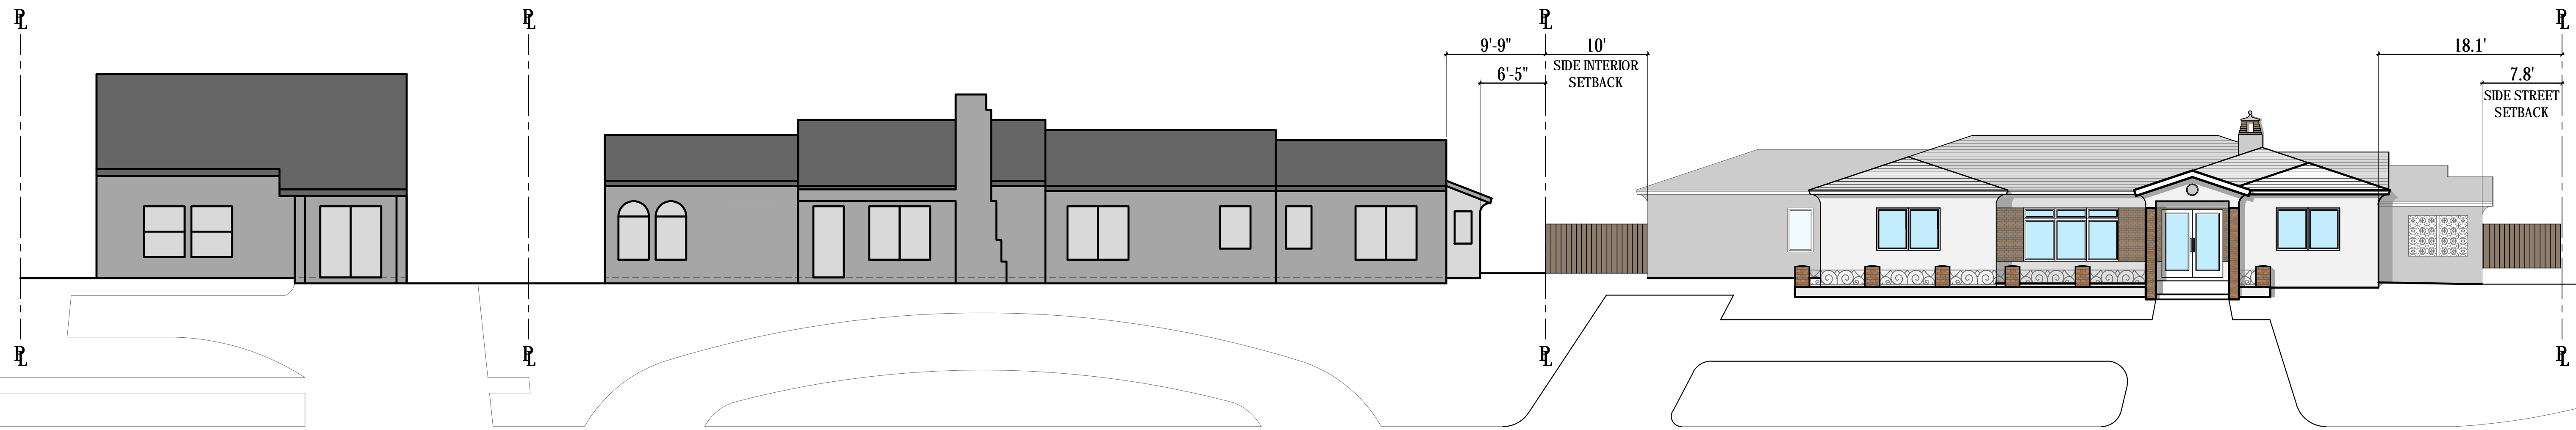 PL
PL
PL
PL
9'-9"
10'
18.1'
SIDE INTERIOR
SETBACK
6'-5"
7.8'
SIDE STREET
SETBACK
PL
PL
PL
PL